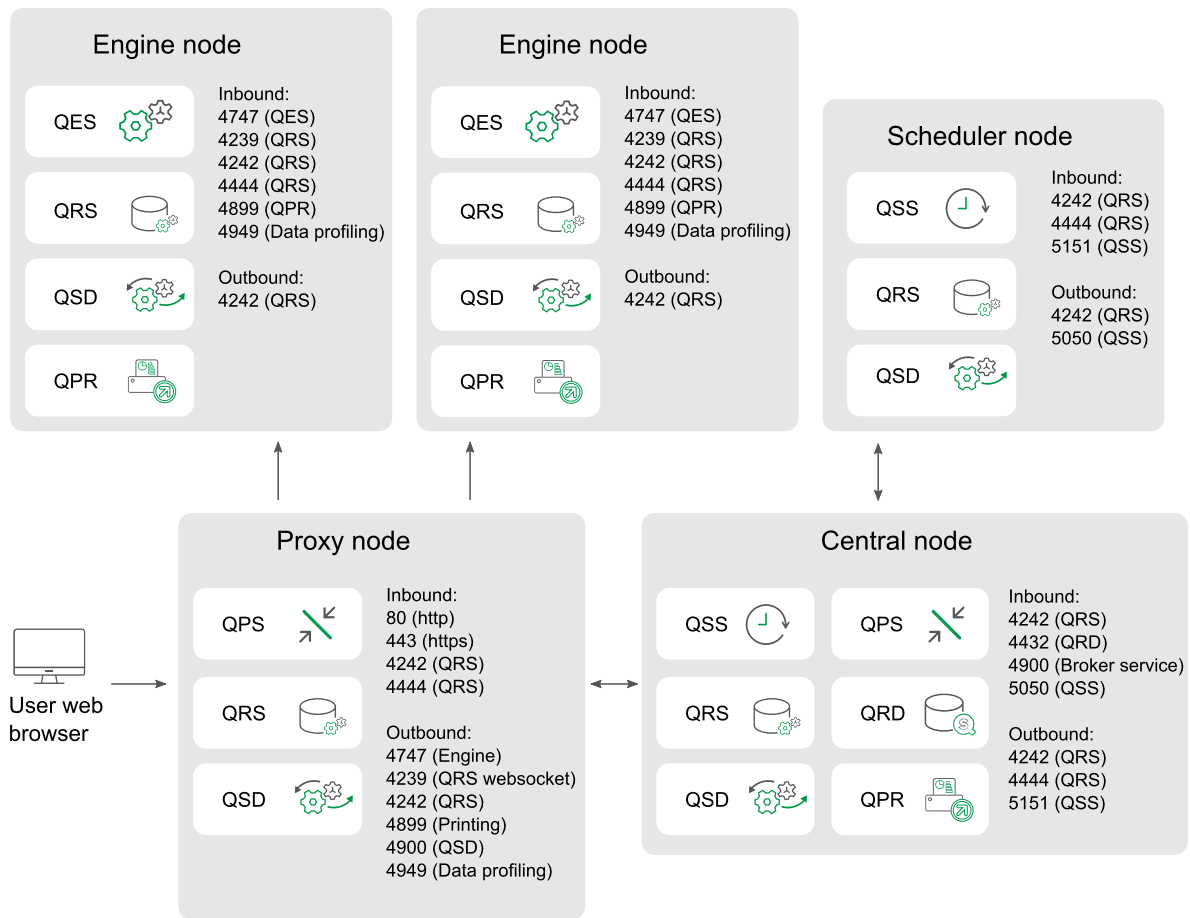 Engine node
QES
QRS
QSD
QPR
Inbound:
4747 (QES)
4239 (QRS)
4242 (QRS)
4444 (QRS)
4899 (QPR)
4949 (Data profiling)
Outbound:
4242 (QRS)
Engine node
QES
QRS
QSD
QPR
Inbound:
4747 (QES)
4239 (QRS)
4242 (QRS)
4444 (QRS)
4899 (QPR)
4949 (Data profiling)
Outbound:
4242 (QRS)
Scheduler node
QSS
QRS
QSD
Inbound:
4242 (QRS)
4444 (QRS)
5151 (QSS)
Outbound:
4242 (QRS)
5050 (QSS)
User web
browser
Proxy node
QPS
QRS
QSD
Inbound:
80 (http)
443 (https)
4242 (QRS)
4444 (QRS)
Outbound:
4747 (Engine)
4239 (QRS websocket)
4242 (QRS)
4899 (Printing)
4900 (QSD)
4949 (Data profiling)
Central node
QSS
QPS
QRS
QRD
S
QSD
QPR
Inbound:
4242 (QRS)
4432 (QRD)
4900 (Broker service)
5050 (QSS)
Outbound:
4242 (QRS)
4444 (QRS)
5151 (QSS)